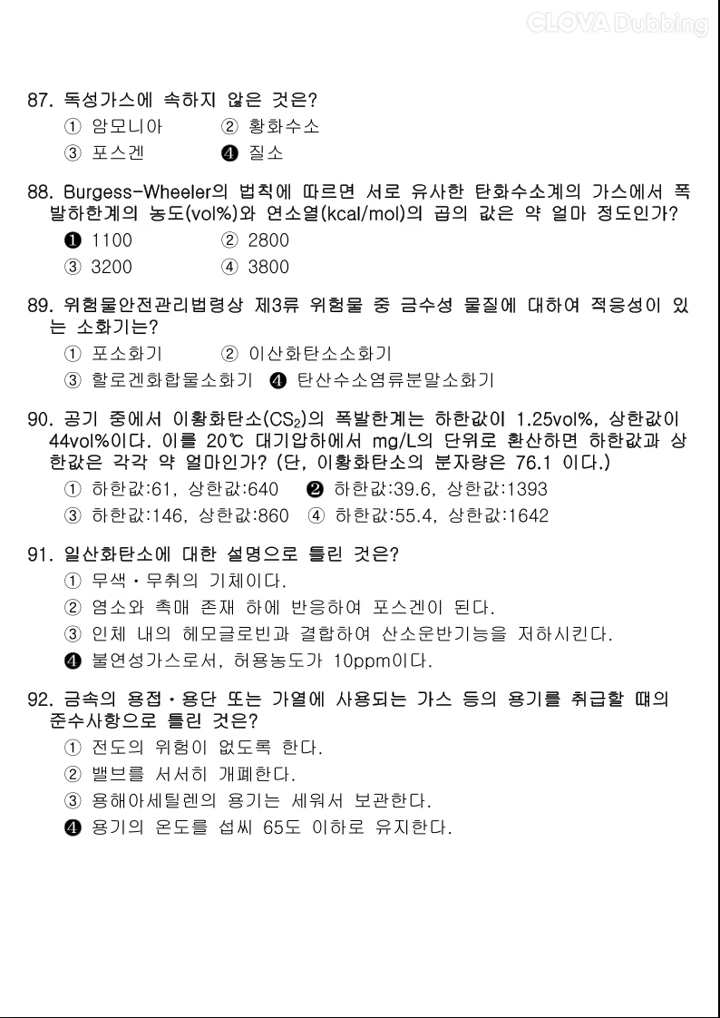 CLOVA Dubbing
87. 독성가스에 속하지 않은 것은?
① 암모니아 ② 황화수소
③ 포스겐 ❹ 질소
88. Burgess-Wheeler의 법칙에 따르면 서로 유사한 탄화수소계의 가스에서 폭
발하한계의 농도(vol%)와 연소열(kcal/mol)의 곱의 값은 약 얼마 정도인가?
❶ 1100 ② 2800
③ 3200 ④ 3800
89. 위험물안전관리법령상 제3류 위험물 중 금수성 물질에 대하여 적응성이 있
는 소화기는?
① 포소화기 ② 이산화탄소소화기
③ 할로겐화합물소화기 ❹ 탄산수소염류분말소화기
90. 공기 중에서 이황화탄소(CS₂)의 폭발한계는 하한값이 1.25vol%, 상한값이
44vol%이다. 이를 20℃ 대기압하에서 mg/L의 단위로 환산하면 하한값과 상
한값은 각각 약 얼마인가? (단, 이황화탄소의 분자량은 76.1 이다.)
① 하한값:61, 상한값:640 ❷ 하한값:39.6, 상한값:1393
③ 하한값:146, 상한값:860 ④ 하한값:55.4, 상한값:1642
91. 일산화탄소에 대한 설명으로 틀린 것은?
① 무색·무취의 기체이다.
② 염소와 촉매 존재 하에 반응하여 포스겐이 된다.
③ 인체 내의 헤모글로빈과 결합하여 산소운반기능을 저하시킨다.
❹ 불연성가스로서, 허용농도가 10ppm이다.
92. 금속의 용접·용단 또는 가열에 사용되는 가스 등의 용기를 취급할 때의
준수사항으로 틀린 것은?
① 전도의 위험이 없도록 한다.
② 밸브를 서서히 개폐한다.
③ 용해아세틸렌의 용기는 세워서 보관한다.
❹ 용기의 온도를 섭씨 65도 이하로 유지한다.